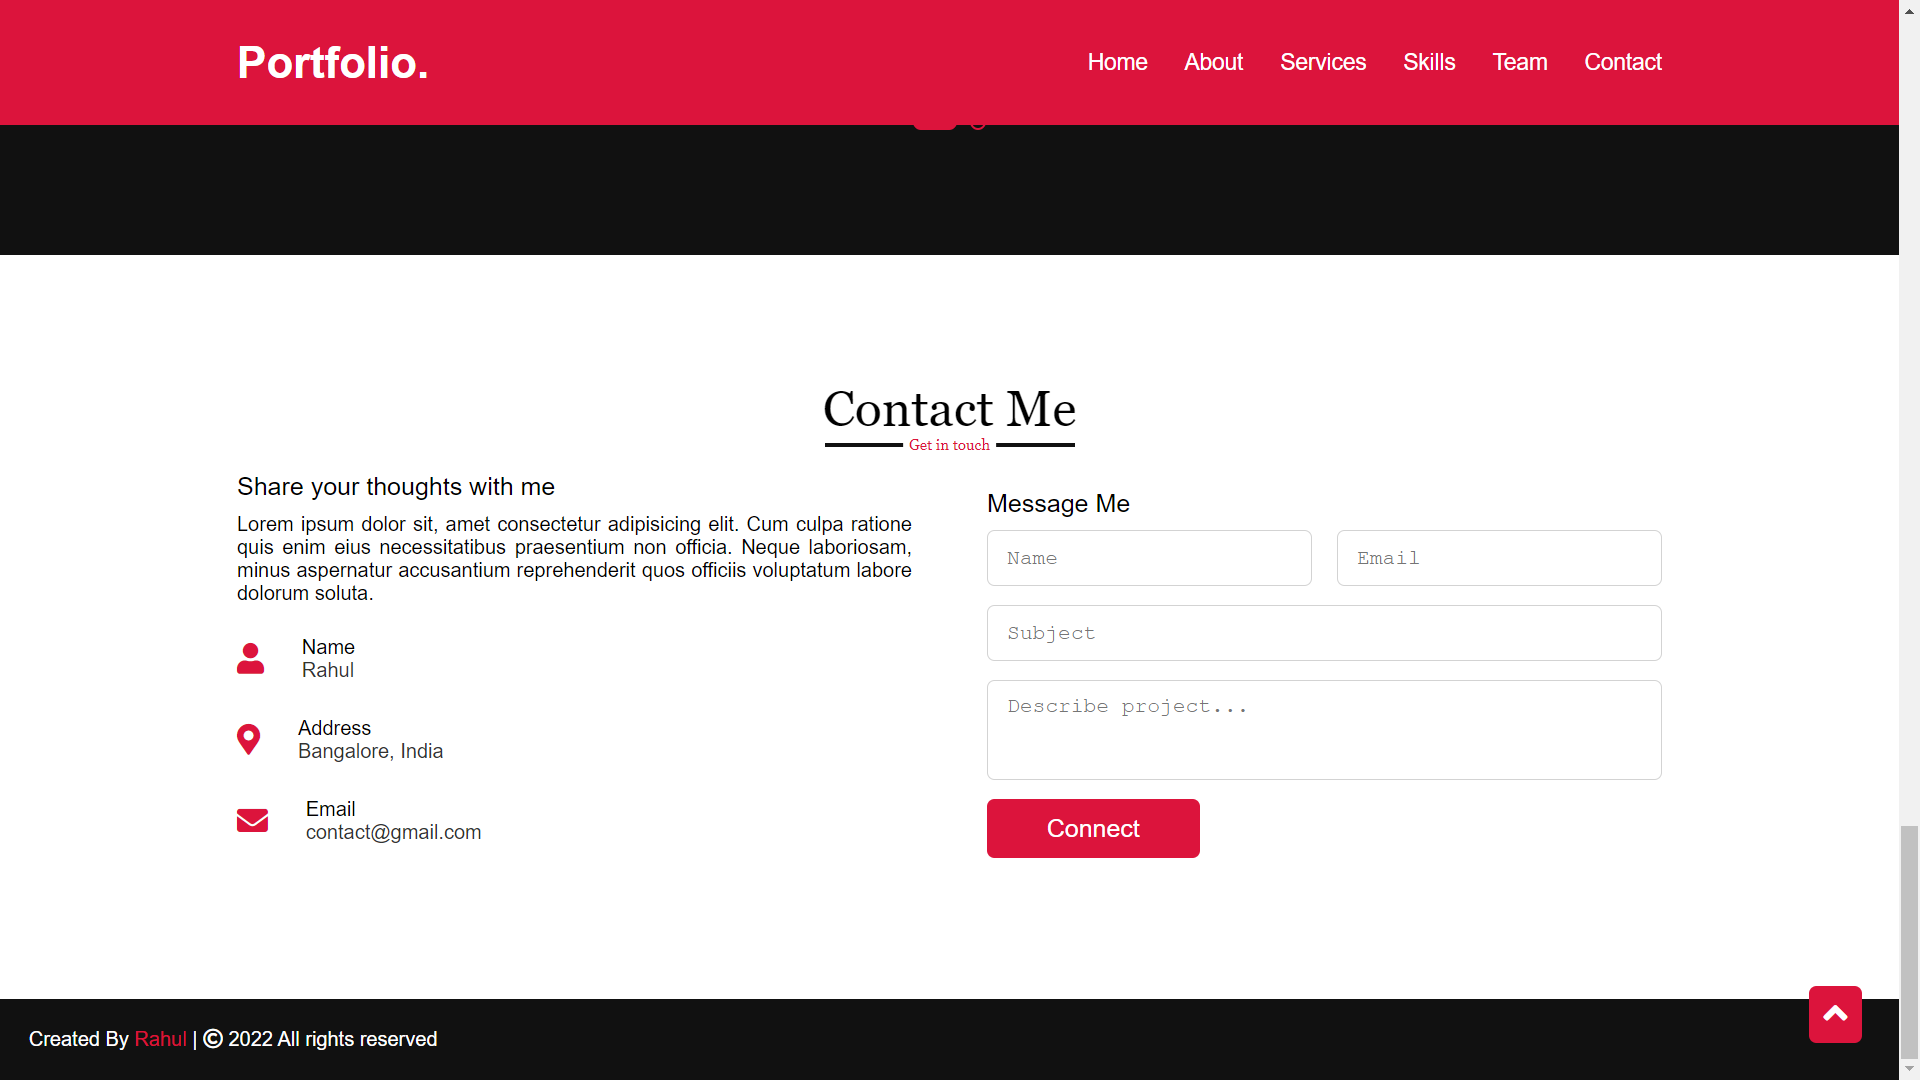 Portfolio.
Home About Services Skills Team Contact
Contact Me
Get in touch
Share your thoughts with me
Lorem ipsum dolor sit, amet consectetur adipisicing elit. Cum culpa ratione
quis enim eius necessitatibus praesentium non officia. Neque laboriosam,
minus aspernatur accusantium reprehenderit quos officiis voluptatum labore
dolorum soluta.
Name
Rahul
Address
Bangalore, India
Email
contact@gmail.com
Message Me
Name
Email
Subject
Describe project...
Connect
Created By Rahul | © 2022 All rights reserved